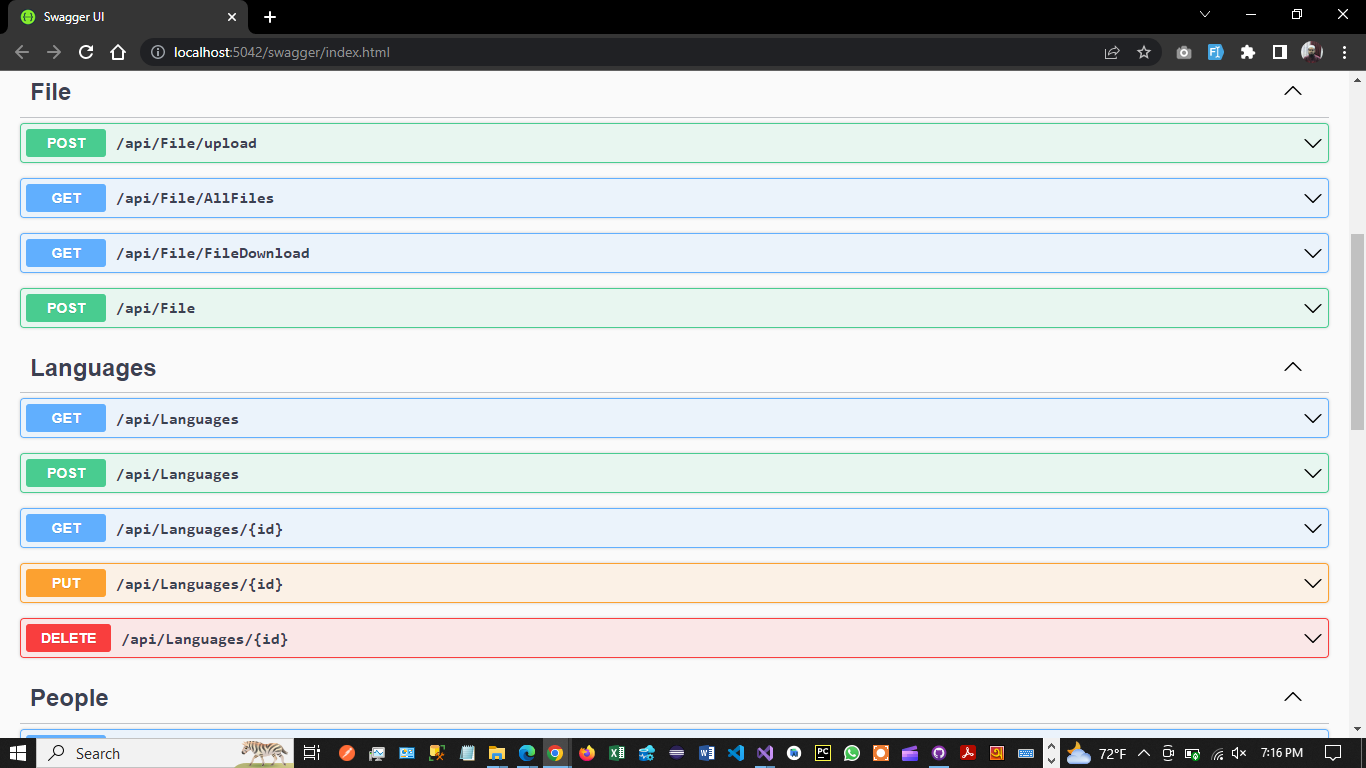 Swagger UI
localhost:5042/swagger/index.html
File
POST /api/File/upload
GET /api/File/AllFiles
GET /api/File/FileDownload
POST /api/File
Languages
GET /api/Languages
POST /api/Languages
GET /api/Languages/{id}
PUT /api/Languages/{id}
DELETE /api/Languages/{id}
People
Search
72°F
7:16 PM